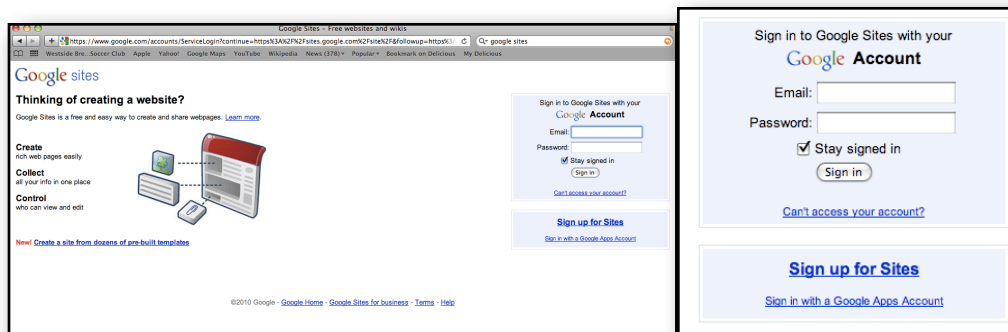 Google Sites - Free websites and wikis
https://www.google.com/accounts/ServiceLogin?continue=https%3A%2F%2Fsites.google.com%2Fsite%2F&followup=https%3
google sites
Westside Bre...Soccer Club Apple Yahoo! Google Maps YouTube Wikipedia News (378) Popular Bookmark on Delicious My Delicious
Google sites
Thinking of creating a website?
Google Sites is a free and easy way to create and share webpages. Learn more.
Create
rich web pages easily
Collect
all your info in one place
Control
who can view and edit
New! Create a site from dozens of pre-built templates
Sign in to Google Sites with your
Google Account
Email:
Password:
Stay signed in
Sign in
Can't access your account?
Sign up for Sites
Sign in with a Google Apps Account
©2010 Google - Google Home - Google Sites for business - Terms - Help
Sign in to Google Sites with your
Google Account
Email:
Password:
Stay signed in
Sign in
Can't access your account?
Sign up for Sites
Sign in with a Google Apps Account